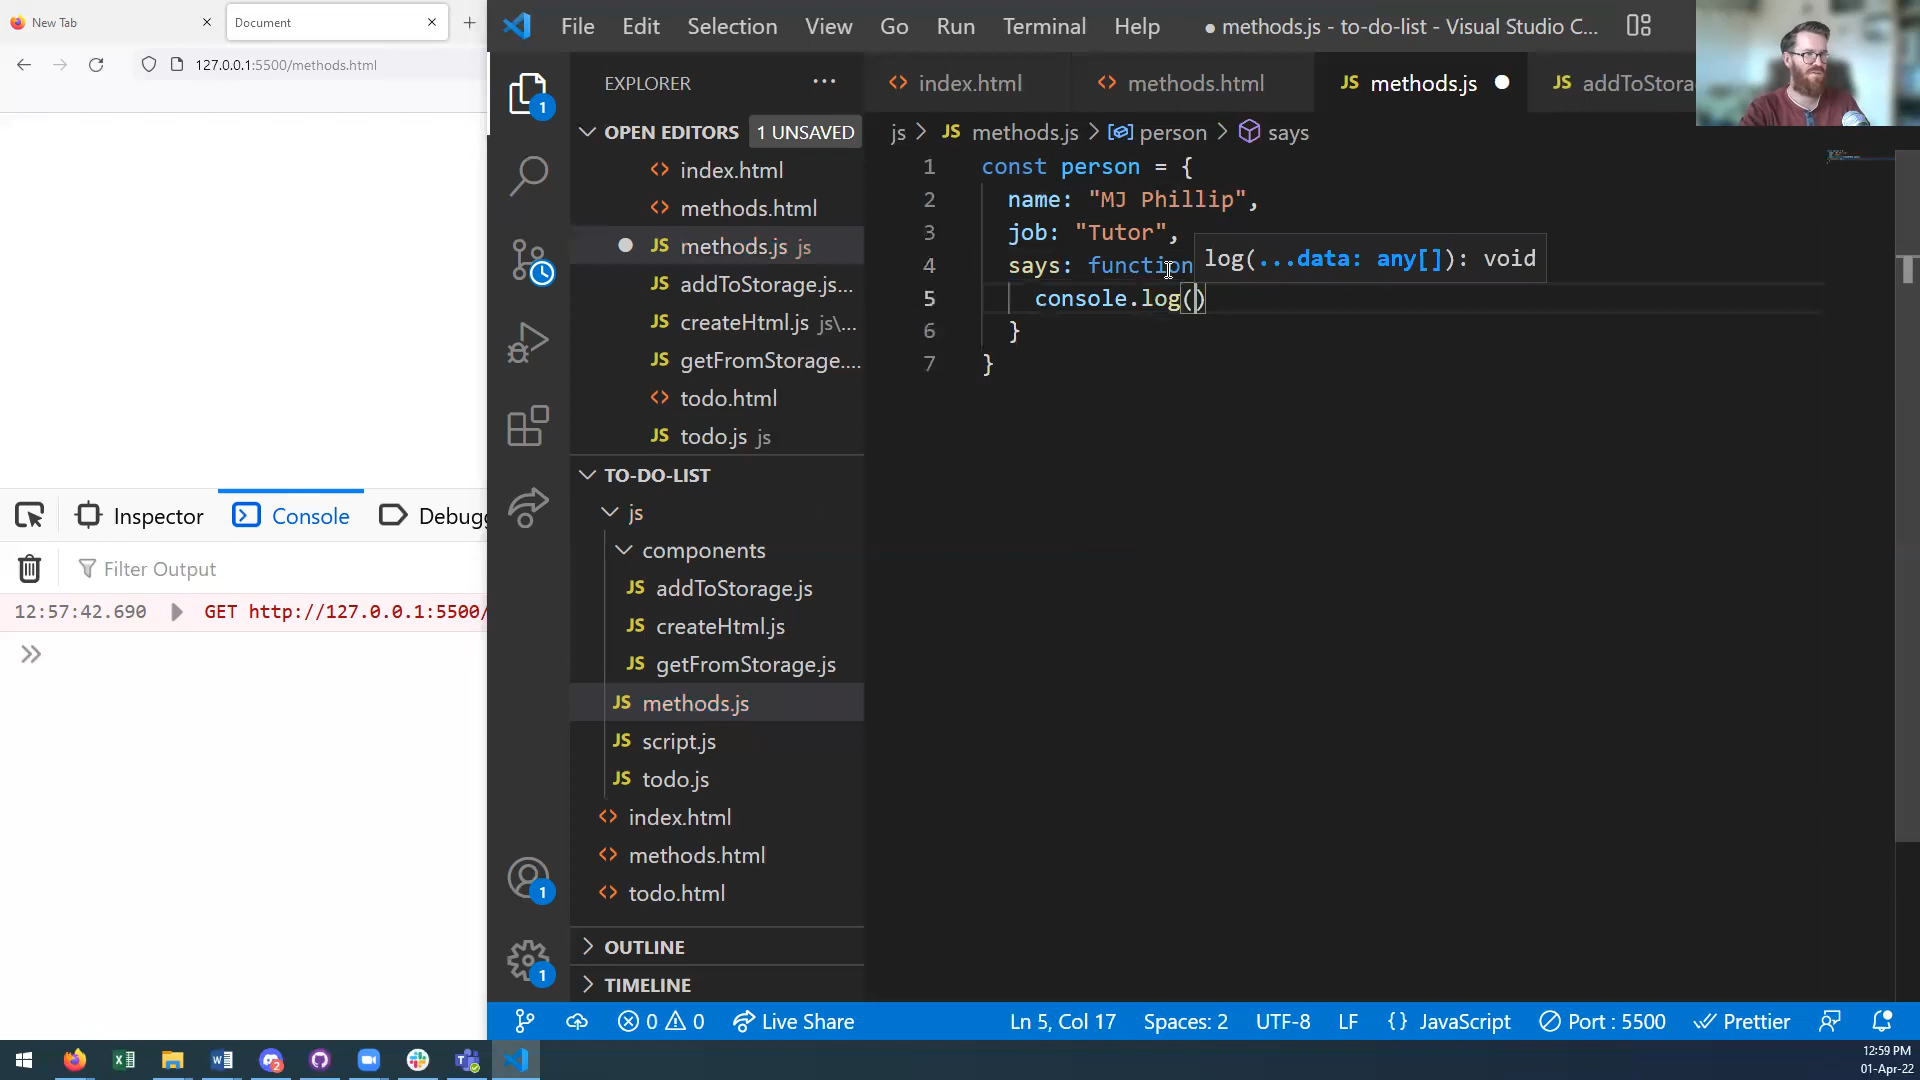 New Tab
Document
127.0.0.1:5500/methods.html
Inspector
Console
Debugg
Filter Output
12:57:42.690
GET http://127.0.0.1:5500/
File Edit Selection View Go Run Terminal Help
● methods.js - to-do-list - Visual Studio C...
EXPLORER
OPEN EDITORS
1 UNSAVED
index.html
methods.html
JS methods.js js
JS addToStorage.js...
JS createHtml.js js\...
JS getFromStorage....
todo.html
JS todo.js js
TO-DO-LIST
js
components
JS addToStorage.js
JS createHtml.js
JS getFromStorage.js
JS methods.js
JS script.js
JS todo.js
index.html
methods.html
todo.html
OUTLINE
TIMELINE
1
1
1
index.html
methods.html
JS methods.js
JS addToStora
js > JS methods.js > person > says
1 const person = {
2 name: "MJ Phillip",
3 job: "Tutor",
4 says: function
log(...data: any[]): void
5 console.log()
6 }
7 }
0 0
Live Share
Ln 5, Col 17
Spaces: 2
UTF-8
LF
{} JavaScript
Port : 5500
Prettier
12:59 PM
01-Apr-22